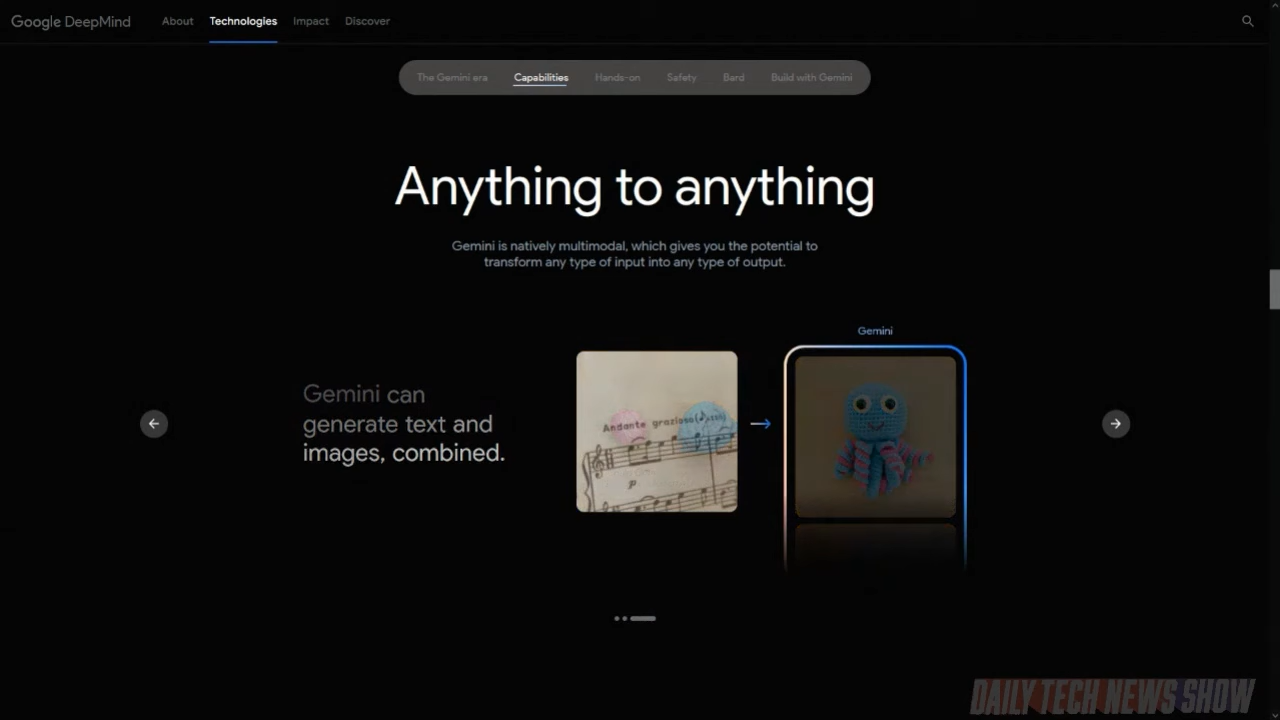 Google DeepMind
About
Technologies
Impact
Discover
The Gemini era
Capabilities
Hands-on
Safety
Bard
Build with Gemini
Anything to anything
Gemini is natively multimodal, which gives you the potential to
transform any type of input into any type of output.
Gemini can
generate text and
images, combined.
Andante grazioso
p
Gemini
DAILY TECH NEWS SHOW